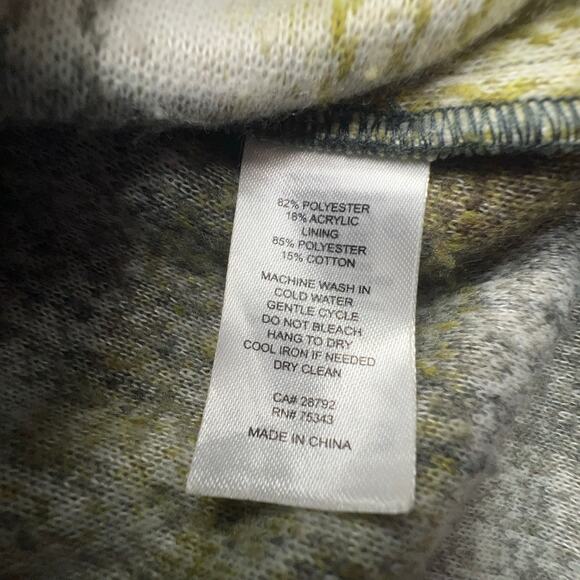 82% POLYESTER
18% ACRYLIC
LINING
85% POLYESTER
15% COTTON
MACHINE WASH IN
COLD WATER
GENTLE CYCLE
DO NOT BLEACH
HANG TO DRY
COOL IRON IF NEEDED
DRY CLEAN
CA# 28792
RN# 75343
MADE IN CHINA